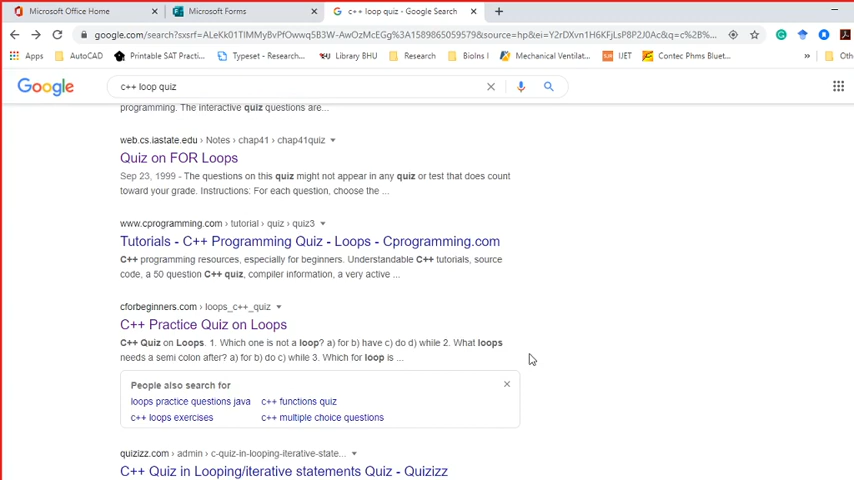 Microsoft Office Home
Microsoft Forms
c++ loop quiz - Google Search
google.com/search?sxsrf=ALeKk01TlMMyBvPfOwwq5B3W-AwOzMcEGg%3A1589865059579&source=hp&ei=Y2rDXvn1H6KFjLsP8P2J0Ac&q=c%2B%...
Apps
AutoCAD
Printable SAT Practi...
Typeset - Research...
Library BHU
Research
BioIns I
Mechanical Ventilat...
IJET
Contec Phms Bluet...
»
Oth
Google
c++ loop quiz
programming. The interactive quiz questions are...
web.cs.iastate.edu › Notes › chap41 › chap41quiz
Quiz on FOR Loops
Sep 23, 1999 - The questions on this quiz might not appear in any quiz or test that does count
toward your grade. Instructions: For each question, choose the ...
www.cprogramming.com › tutorial › quiz › quiz3
Tutorials - C++ Programming Quiz - Loops - Cprogramming.com
C++ programming resources, especially for beginners. Understandable C++ tutorials, source
code, a 50 question C++ quiz, compiler information, a very active ...
cforbeginners.com › loops_c++_quiz
C++ Practice Quiz on Loops
C++ Quiz on Loops. 1. Which one is not a loop? a) for b) have c) do d) while 2. What loops
needs a semi colon after? a) for b) do c) while 3. Which for loop is ...
People also search for
loops practice questions java
c++ functions quiz
c++ loops exercises
c++ multiple choice questions
quizizz.com › admin › c-quiz-in-looping-iterative-state...
C++ Quiz in Looping/iterative statements Quiz - Quizizz